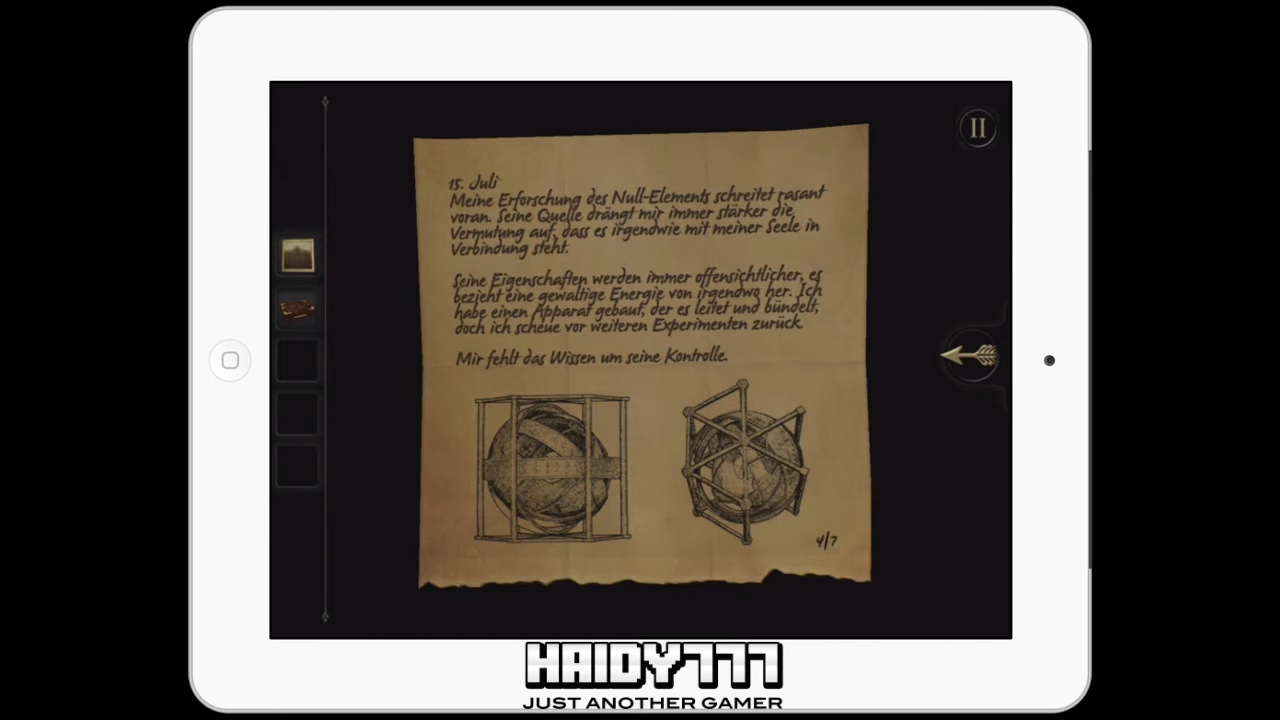 15. Juli
Meine Erforschung des Null-Elements schreitet rasant
voran. Seine Quelle drängt mir immer stärker die
Vermutung auf, dass es irgendwie mit meiner Seele in
Verbindung steht.
Seine Eigenschaften werden immer offensichtlicher, es
bezieht eine gewaltige Energie von irgendwo her. Ich
habe einen Apparat gebaut, der es leitet und bündelt,
doch ich scheue vor weiteren Experimenten zurück.
Mir fehlt das Wissen um seine Kontrolle.
4/7
HAIDY777
JUST ANOTHER GAMER